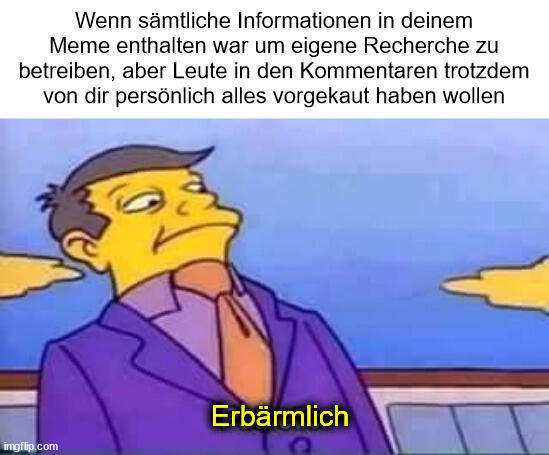 Wenn sämtliche Informationen in deinem
Meme enthalten war um eigene Recherche zu
betreiben, aber Leute in den Kommentaren trotzdem
von dir persönlich alles vorgekaut haben wollen
Erbärmlich
imgflip.com